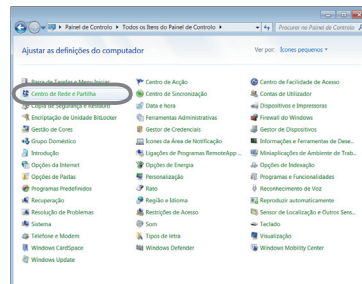 Painel de Controlo ▸ Todos os Itens do Painel de Controlo ▸
Procurar no Painel de Controlo
Ajustar as definições do computador
Ver por: Ícones pequenos
Barra de Tarefas e Menu Iniciar
Centro de Acção
Centro de Facilidade de Acesso
Centro de Rede e Partilha
Centro de Sincronização
Contas de Utilizador
Cópia de Segurança e Restauro
Data e hora
Dispositivos e Impressoras
Encriptação de Unidade BitLocker
Ferramentas Administrativas
Firewall do Windows
Gestão de Cores
Gestor de Credenciais
Gestor de Dispositivos
Grupo Doméstico
Ícones da Área de Notificação
Informações e Ferramentas de Dese...
Introdução
Ligações de Programas RemoteApp ...
Miniaplicações de Ambiente de Trab...
Opções da Internet
Opções de Energia
Opções de Indexação
Opções de Pastas
Personalização
Programas e Funcionalidades
Programas Predefinidos
Rato
Reconhecimento de Voz
Recuperação
Região e Idioma
Reproduzir automaticamente
Resolução de Problemas
Restrições de Acesso
Sensor de Localização e Outros Sens...
Sistema
Som
Teclado
Telefone e Modem
Tipos de letra
Visualização
Windows CardSpace
Windows Defender
Windows Mobility Center
Windows Update